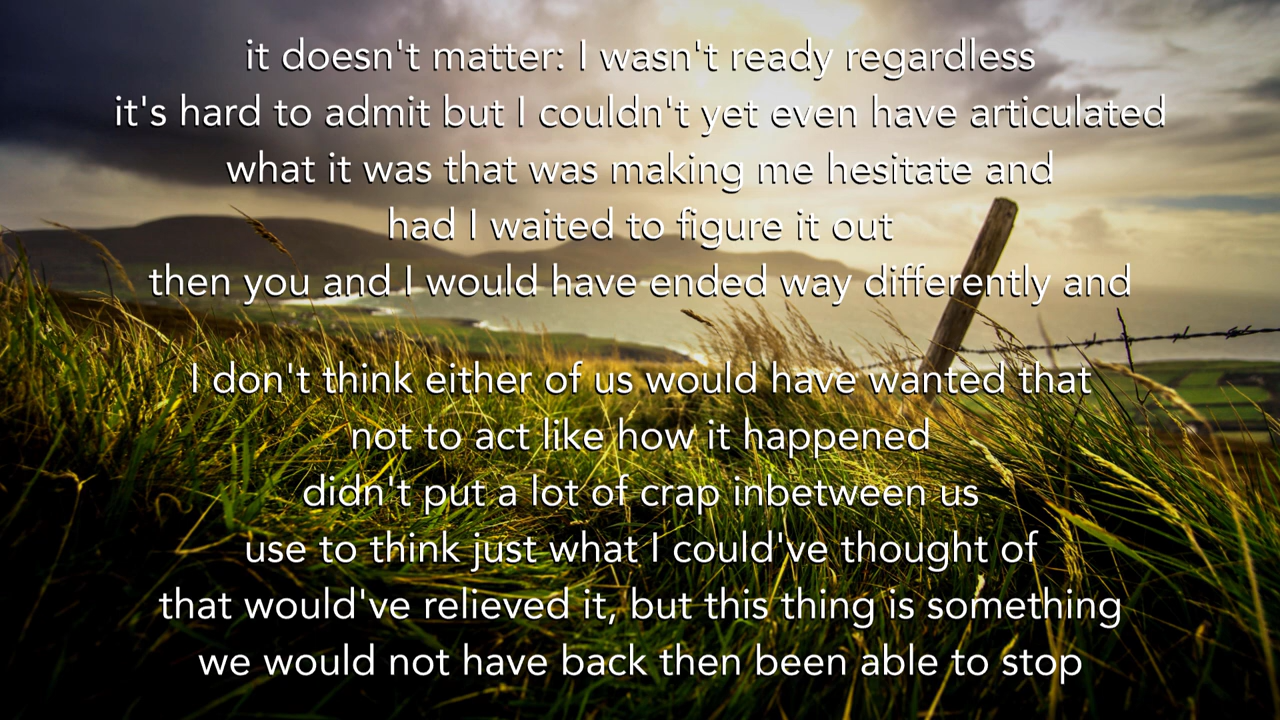 it doesn't matter: I wasn't ready regardless
it's hard to admit but I couldn't yet even have articulated
what it was that was making me hesitate and
had I waited to figure it out
then you and I would have ended way differently and
I don't think either of us would have wanted that
not to act like how it happened
didn't put a lot of crap inbetween us
use to think just what I could've thought of
that would've relieved it, but this thing is something
we would not have back then been able to stop